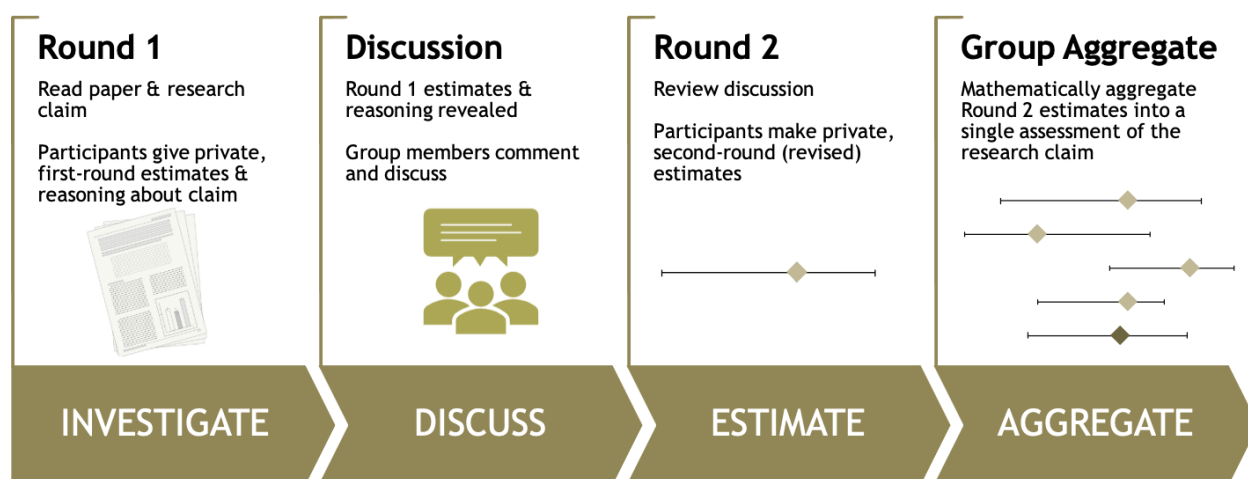 Round 1
Read paper & research
claim
Participants give private,
first-round estimates &
reasoning about claim
INVESTIGATE
Discussion
Round 1 estimates &
reasoning revealed
Group members comment
and discuss
DISCUSS
Round 2
Review discussion
Participants make private,
second-round (revised)
estimates
ESTIMATE
Group Aggregate
Mathematically aggregate
Round 2 estimates into a
single assessment of the
research claim
AGGREGATE